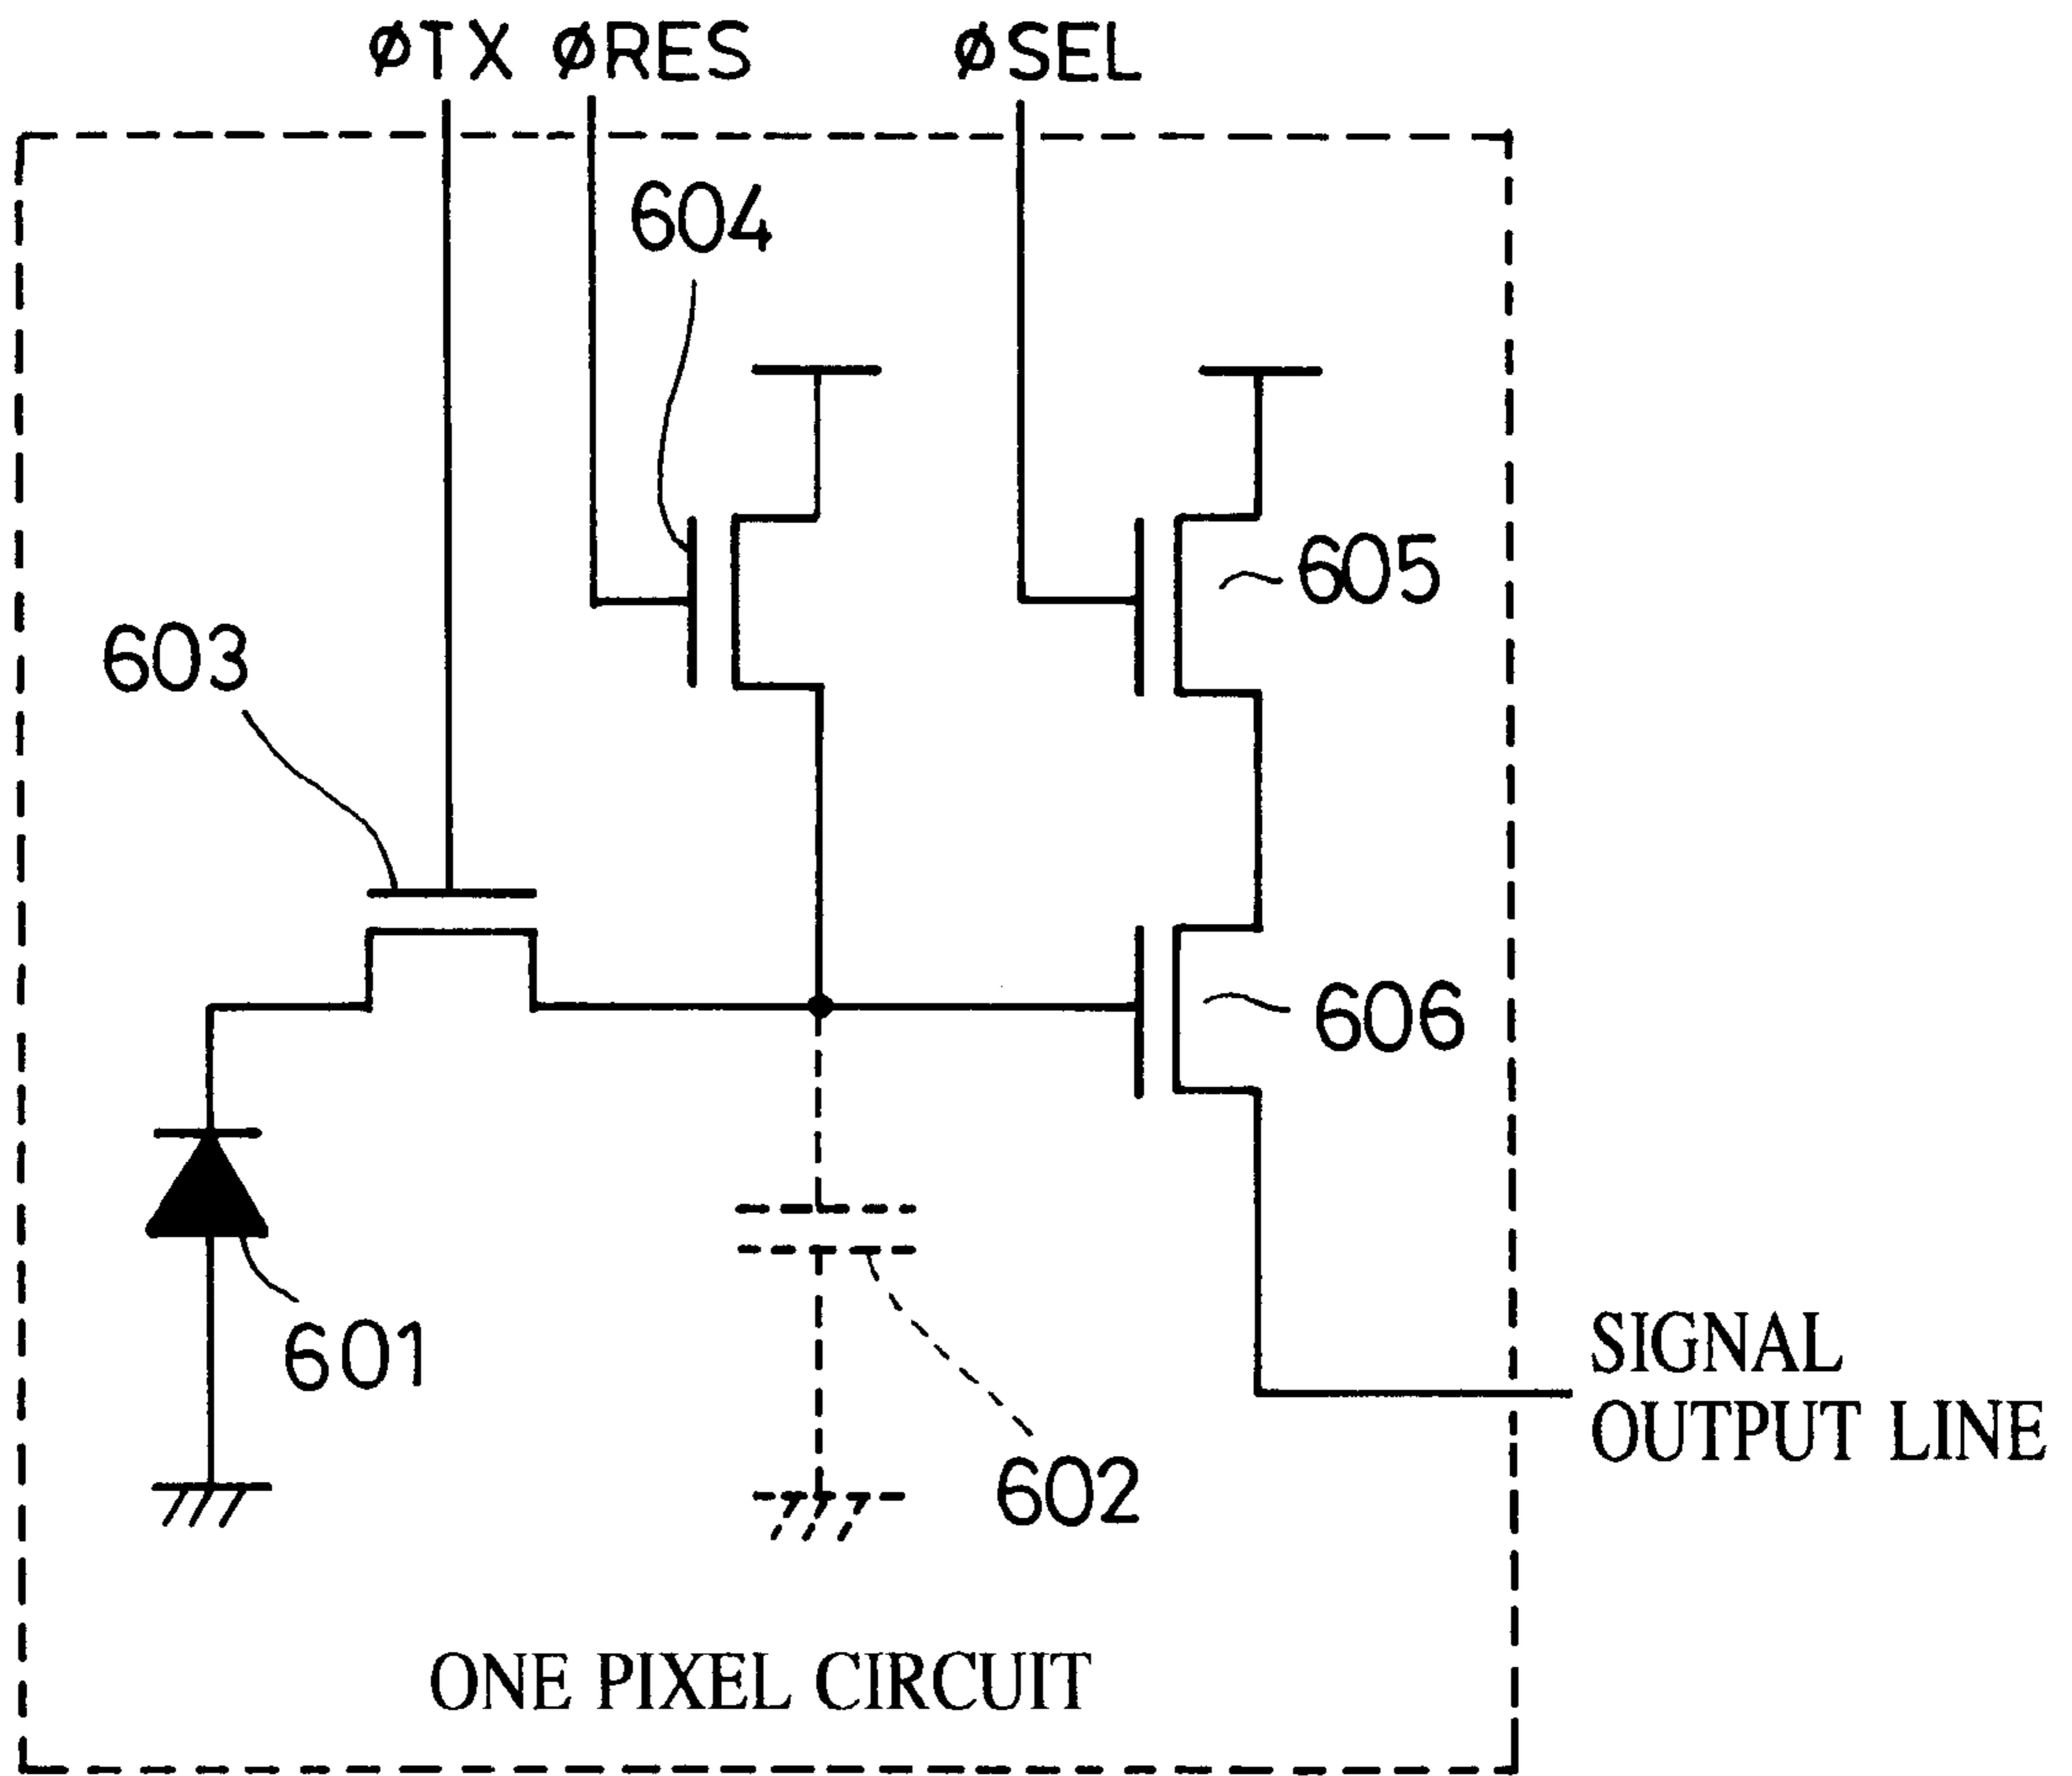 øTX øRES øSEL
604
605
603
606
601
SIGNAL
OUTPUT LINE
602
ONE PIXEL CIRCUIT